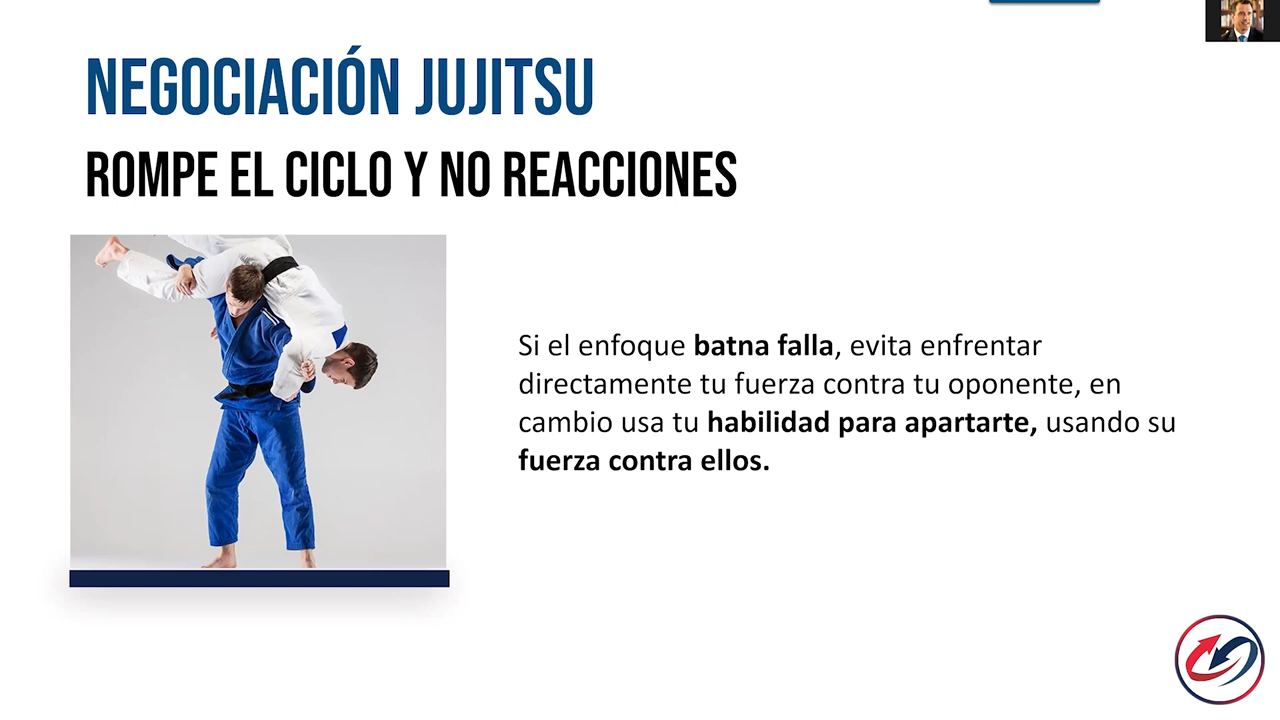 NEGOCIACIÓN JUJITSU
ROMPE EL CICLO Y NO REACCIONES
Si el enfoque batna falla, evita enfrentar
directamente tu fuerza contra tu oponente, en
cambio usa tu habilidad para apartarte, usando su
fuerza contra ellos.